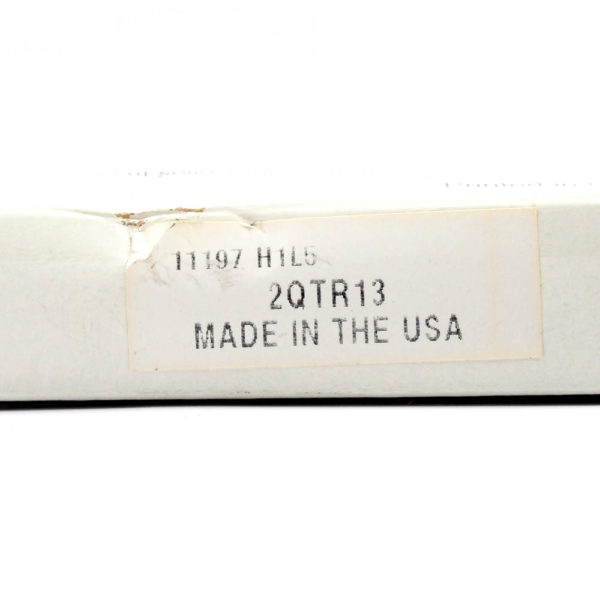 11197 H1L5
2QTR13
MADE IN THE USA